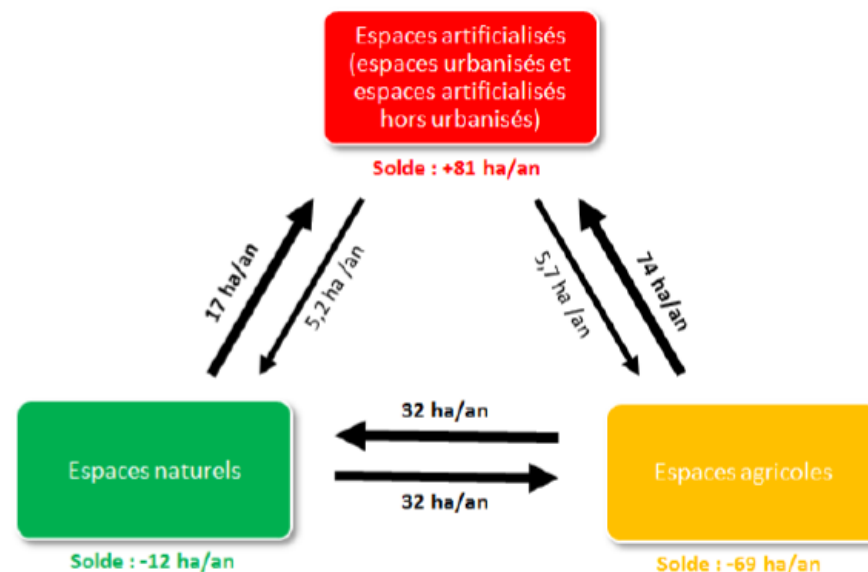 Espaces artificialisés
(espaces urbanisés et
espaces artificialisés
hors urbanisés)
Solde : +81 ha/an
17 ha/an
5,2 ha /an
5,7 ha /an
74 ha/an
32 ha/an
Espaces naturels
Espaces agricoles
32 ha/an
Solde : -12 ha/an
Solde : -69 ha/an